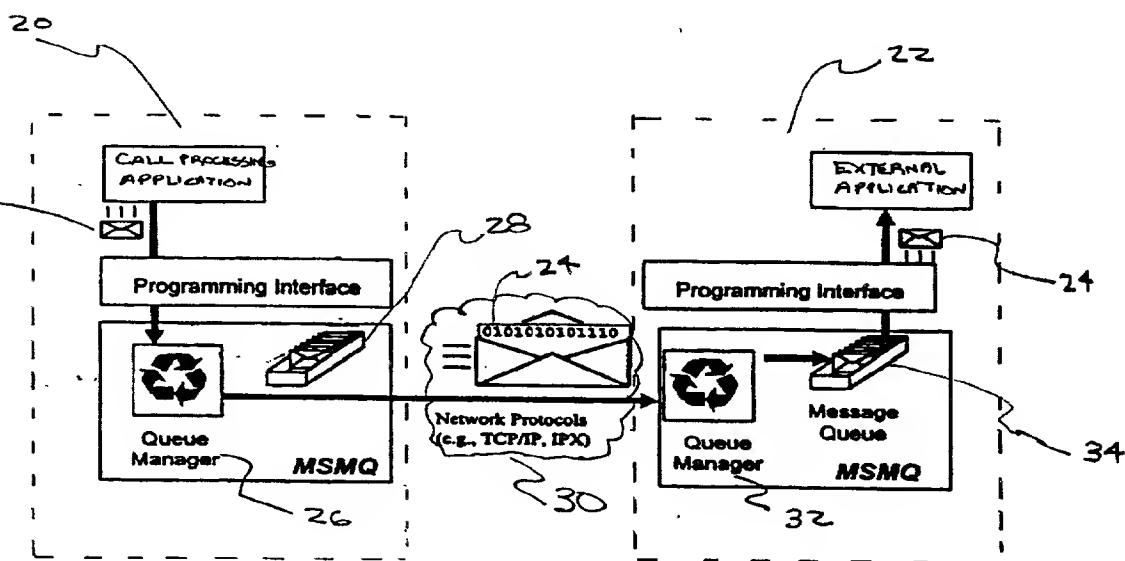 20
22
CALL PROCESSING
APPLICATION
EXTERNAL
APPLICATION
28
24
24
Programming Interface
Programming Interface
0101010101110
Network Protocols
(e.g., TCP/IP, IPX)
Queue
Manager
MSMQ
26
30
Message
Queue
Queue
Manager
MSMQ
32
34